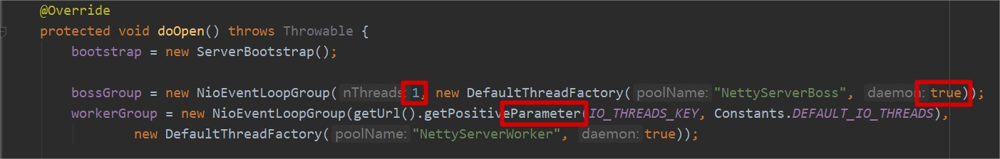 @Override
protected void doOpen() throws Throwable {
bootstrap = new ServerBootstrap();
bossGroup = new NioEventLoopGroup( nThreads: 1, new DefaultThreadFactory( poolName: "NettyServerBoss", daemon: true));
workerGroup = new NioEventLoopGroup(getUrl().getPositiveParameter(IO_THREADS_KEY, Constants.DEFAULT_IO_THREADS),
new DefaultThreadFactory( poolName: "NettyServerWorker", daemon: true));